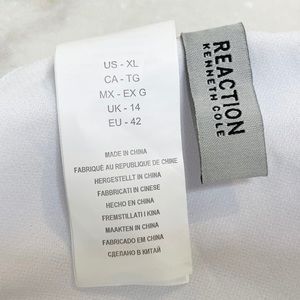 US - XL
CA - TG
MX - EX G
UK - 14
EU - 42
MADE IN CHINA
FABRIQUÉ AU REPUBLIQUE DE CHINE
HERGESTELLT IN CHINA
FABBRICATI IN CINESE
HECHO EN CHINA
FREMSTILLATI I KINA
MAAKTEN IN CHINA
FABRICADO EM CHINA
СДЕЛАНО В КИТАЙ
REACTION
KENNETH COLE